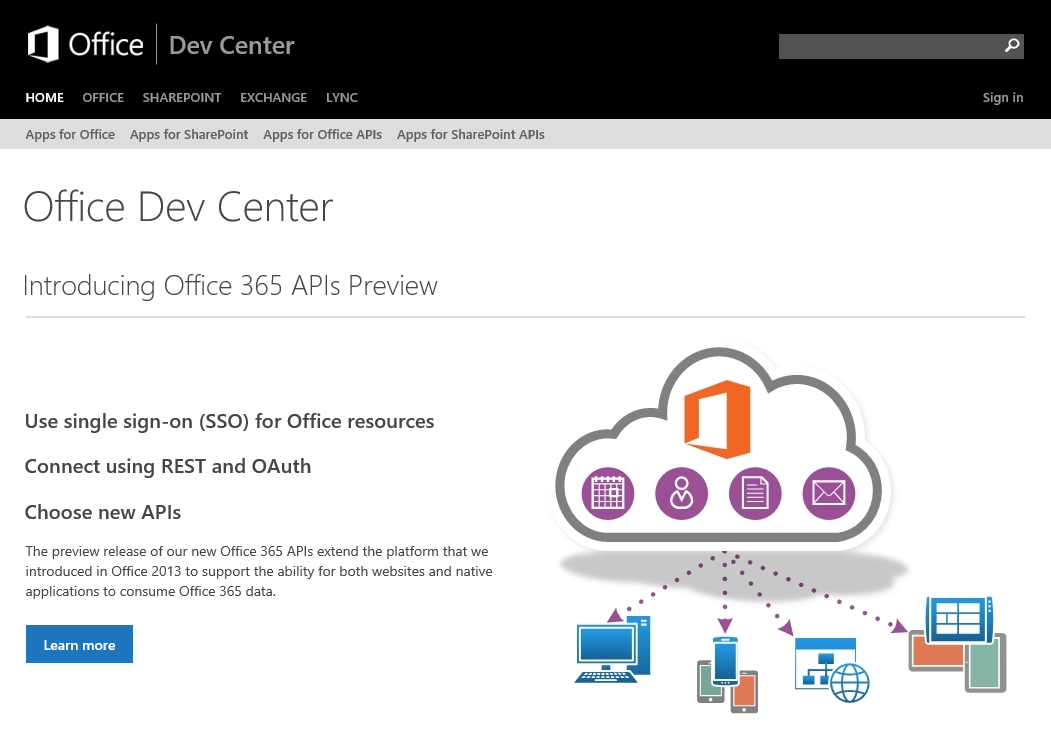 Office Dev Center
HOME OFFICE SHAREPOINT EXCHANGE LYNC Sign in
Apps for Office Apps for SharePoint Apps for Office APIs Apps for SharePoint APIs
Office Dev Center
Introducing Office 365 APIs Preview
Use single sign-on (SSO) for Office resources
Connect using REST and OAuth
Choose new APIs
The preview release of our new Office 365 APIs extend the platform that we
introduced in Office 2013 to support the ability for both websites and native
applications to consume Office 365 data.
Learn more